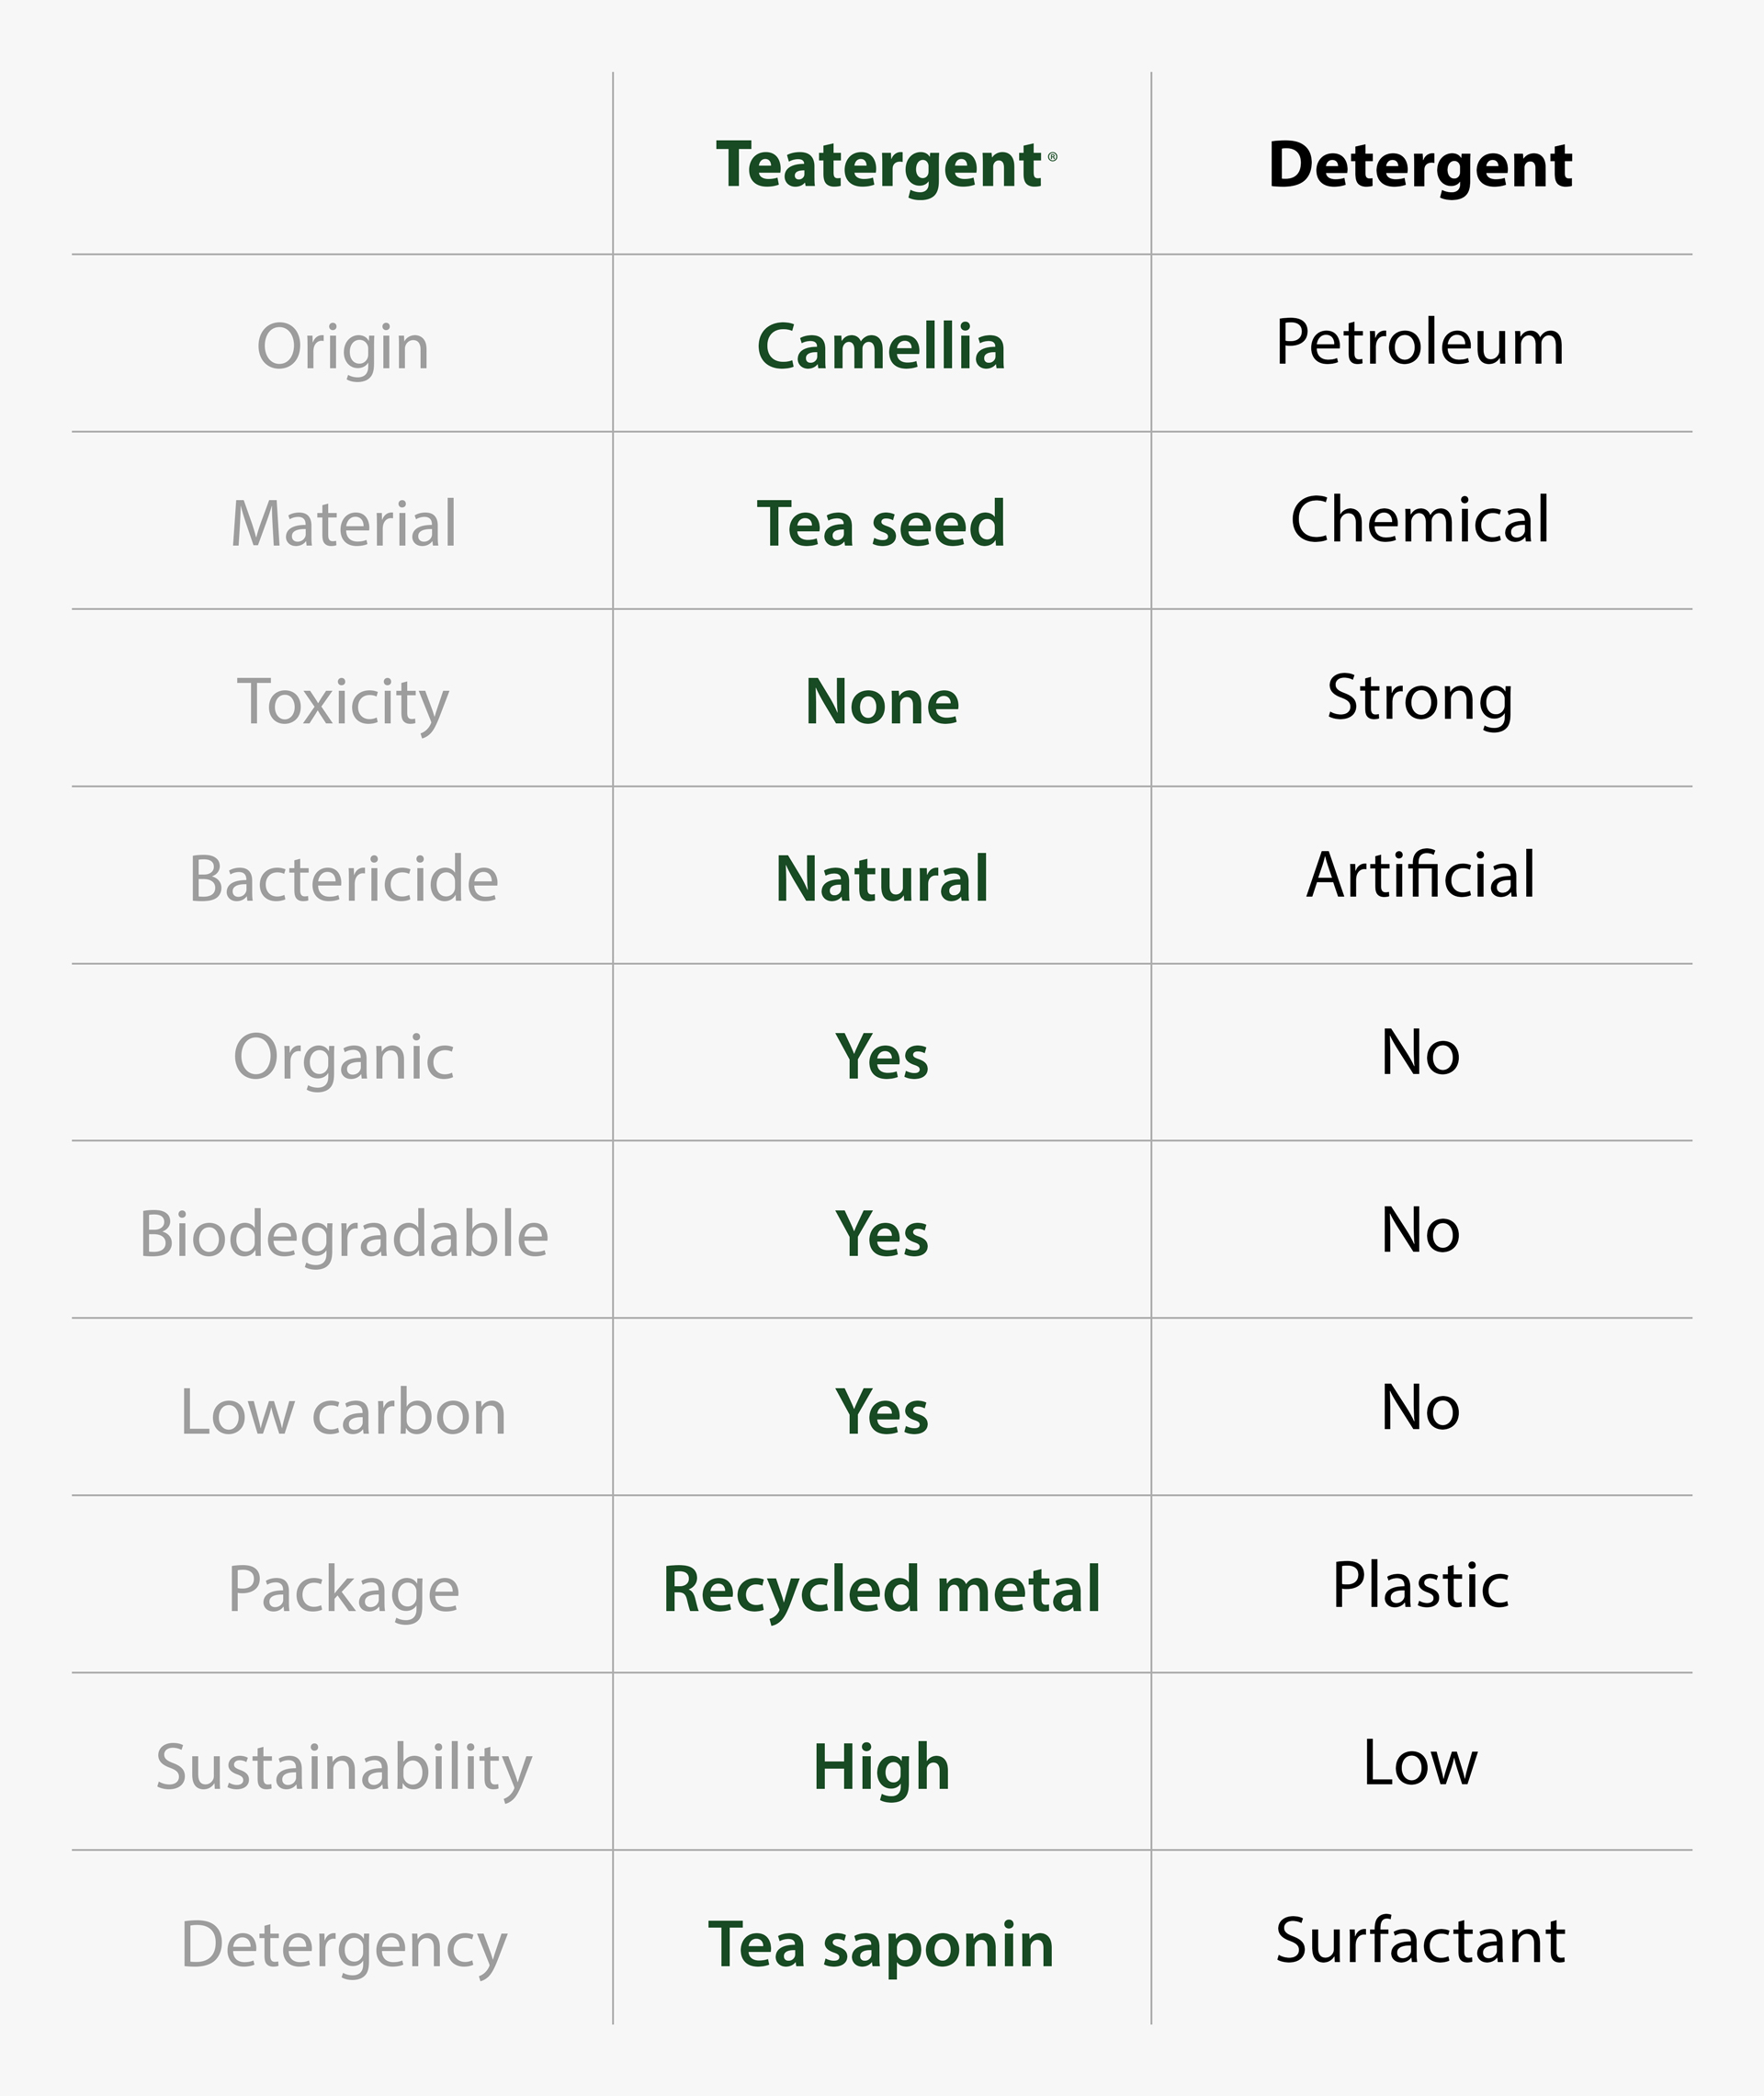 Teatergent® Detergent
Origin Camellia Petroleum
Material Tea seed Chemical
Toxicity None Strong
Bactericide Natural Artificial
Organic Yes No
Biodegradable Yes No
Low carbon Yes No
Package Recycled metal Plastic
Sustainability High Low
Detergency Tea saponin Surfactant